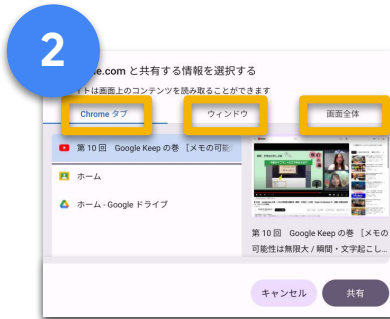 2
e.com と共有する情報を選択する
イトは画面上のコンテンツを読み取ることができます
Chrome タブ
ウィンドウ
画面全体
第 10 回 Google Keep の巻 [メモの可能
ホーム
ホーム - Google ドライブ
第 10 回 Google Keep の巻 [メモの
可能性は無限大 / 瞬間・文字起こし...
キャンセル
共有